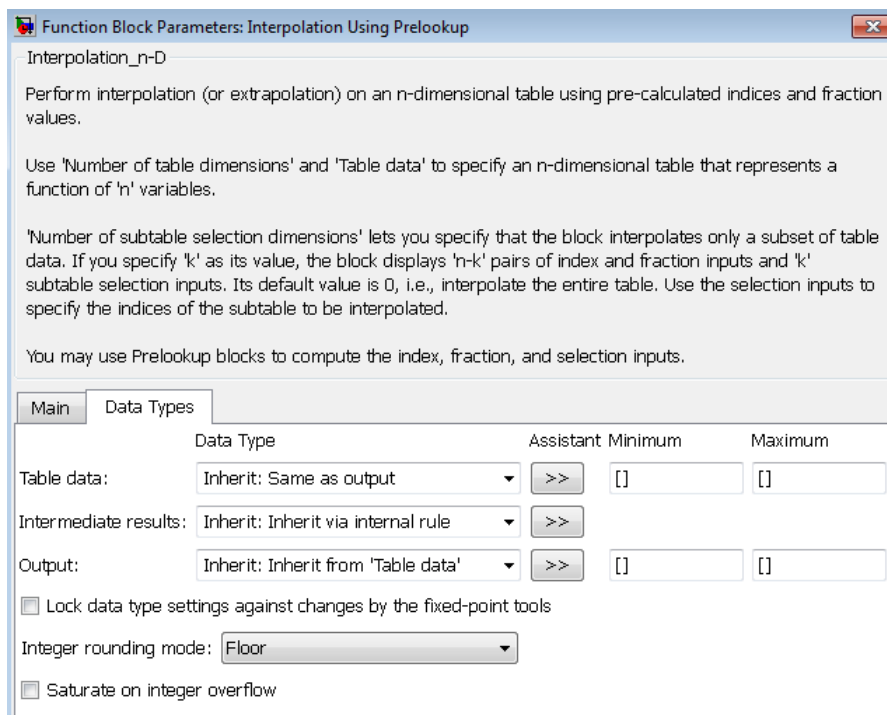 Function Block Parameters: Interpolation Using Prelookup
Interpolation_n-D
Perform interpolation (or extrapolation) on an n-dimensional table using pre-calculated indices and fraction
values.
Use 'Number of table dimensions' and 'Table data' to specify an n-dimensional table that represents a
function of 'n' variables.
'Number of subtable selection dimensions' lets you specify that the block interpolates only a subset of table
data. If you specify 'k' as its value, the block displays 'n-k' pairs of index and fraction inputs and 'k'
subtable selection inputs. Its default value is 0, i.e., interpolate the entire table. Use the selection inputs to
specify the indices of the subtable to be interpolated.
You may use Prelookup blocks to compute the index, fraction, and selection inputs.
Main Data Types
Data Type Assistant Minimum Maximum
Table data: Inherit: Same as output >> [] []
Intermediate results: Inherit: Inherit via internal rule >>
Output: Inherit: Inherit from 'Table data' >> [] []
Lock data type settings against changes by the fixed-point tools
Integer rounding mode: Floor
Saturate on integer overflow